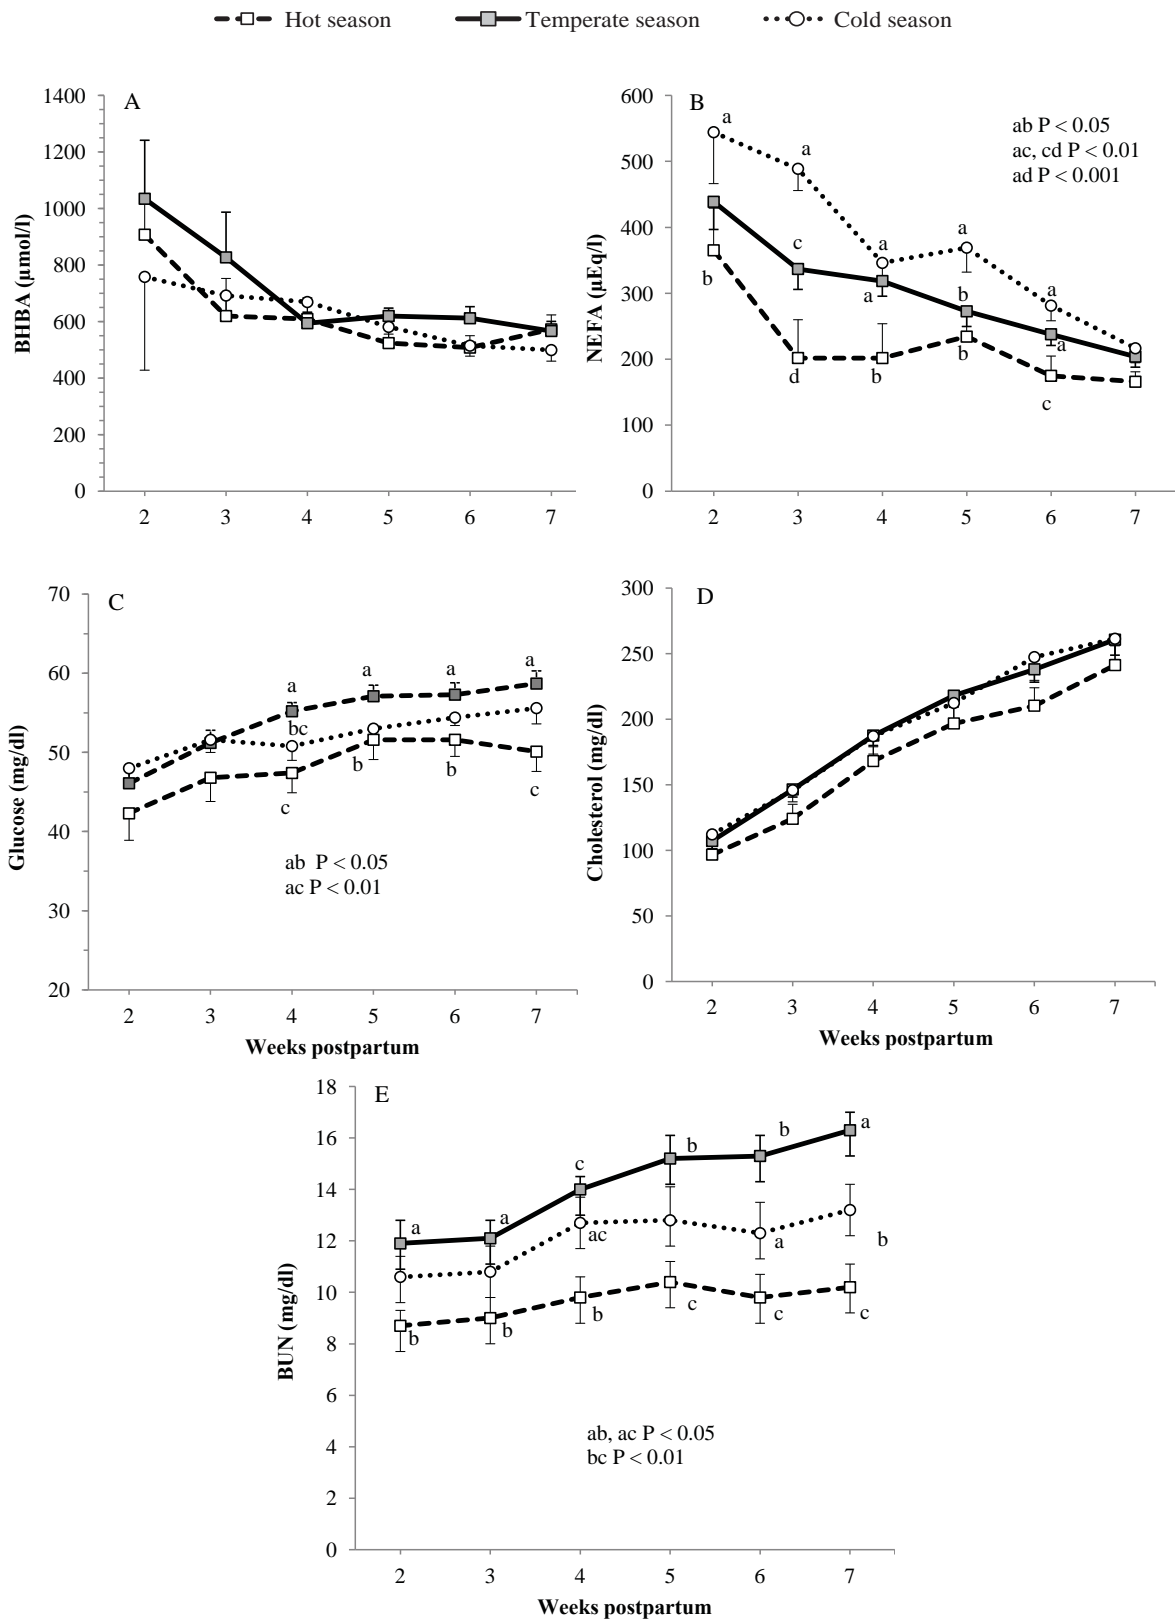 Hot season
Temperate season
Cold season
A
1400
1200
1000
800
600
400
200
0
BHBA (µmol/l)
2 3 4 5 6 7
B
600
500
400
300
200
100
0
NEFA (µEq/l)
ab P < 0.05
ac, cd P < 0.01
ad P < 0.001
a
a
c
a
a
a
b
a
b
d
b
b
a
c
2 3 4 5 6 7
C
70
60
50
40
30
20
Glucose (mg/dl)
a
a
a
a
bc
b
b
c
c
ab P < 0.05
ac P < 0.01
2 3 4 5 6 7
Weeks postpartum
D
300
250
200
150
100
50
0
Cholesterol (mg/dl)
2 3 4 5 6 7
Weeks postpartum
E
18
16
14
12
10
8
6
4
2
0
BUN (mg/dl)
a
a
c
b
b
a
ac
a
b
b
b
b
c
c
c
ab, ac P < 0.05
bc P < 0.01
2 3 4 5 6 7
Weeks postpartum